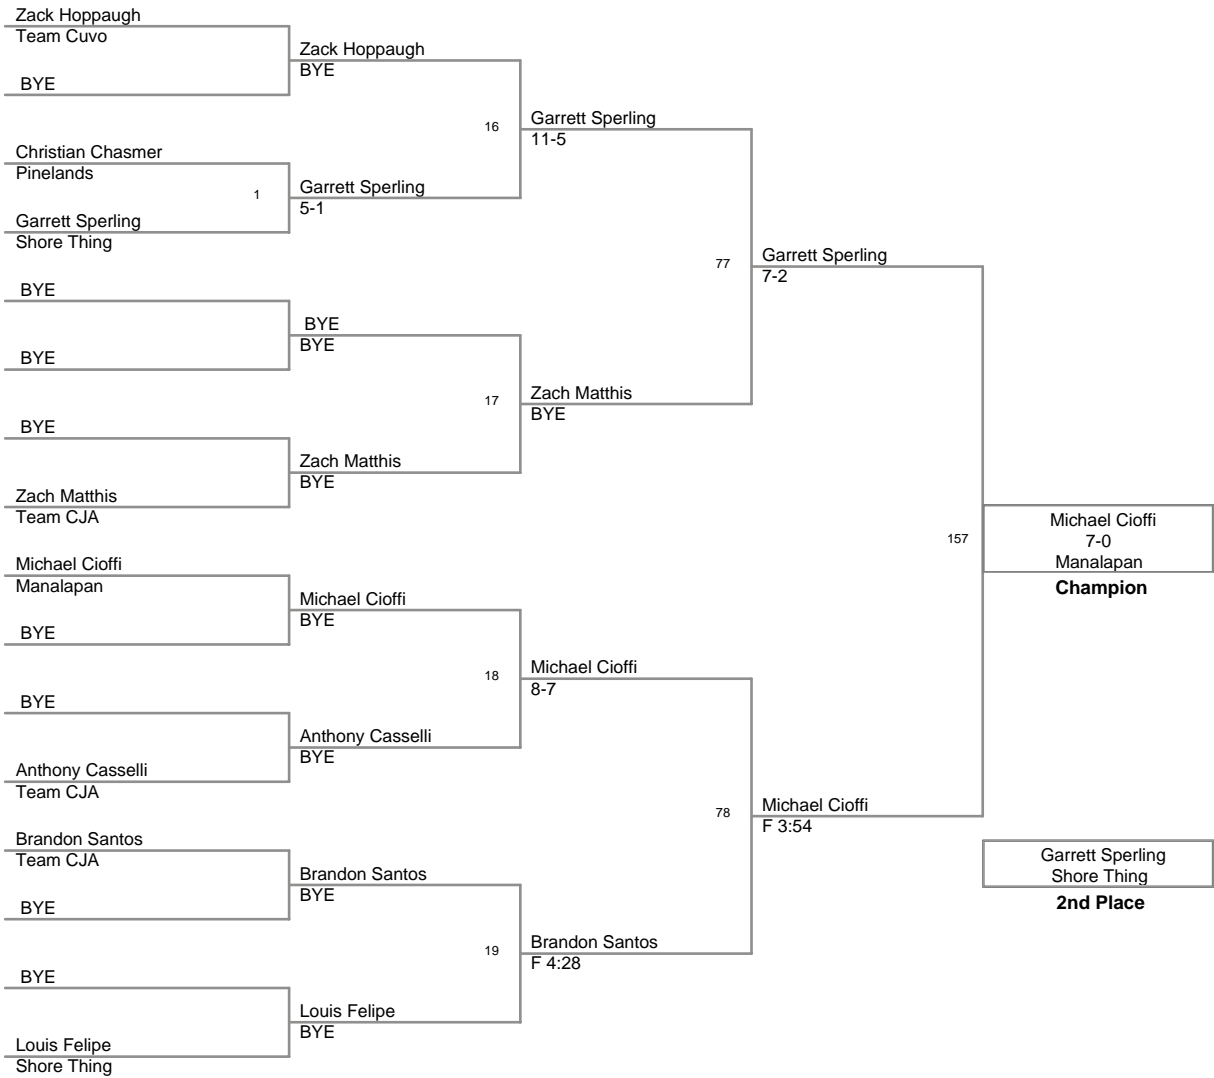 Zack Hoppaugh
Team Cuvo
Zack Hoppaugh
BYE
BYE
16
Garrett Sperling
11-5
Christian Chasmer
Pinelands
1
Garrett Sperling
5-1
Garrett Sperling
Shore Thing
77
Garrett Sperling
7-2
BYE
BYE
BYE
BYE
17
Zach Matthis
BYE
BYE
Zach Matthis
BYE
Zach Matthis
Team CJA
157
Michael Cioffi
7-0
Manalapan
Champion
Michael Cioffi
Manalapan
Michael Cioffi
BYE
BYE
18
Michael Cioffi
8-7
BYE
Anthony Casselli
BYE
Anthony Casselli
Team CJA
78
Michael Cioffi
F 3:54
Brandon Santos
Team CJA
Brandon Santos
BYE
BYE
Garrett Sperling
Shore Thing
2nd Place
19
Brandon Santos
F 4:28
BYE
Louis Felipe
BYE
Louis Felipe
Shore Thing